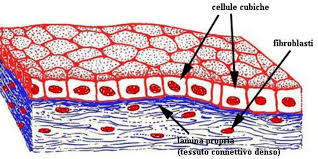 cellule cubiche
fibroblasti
lamina propria
(tessuto connettivo denso)